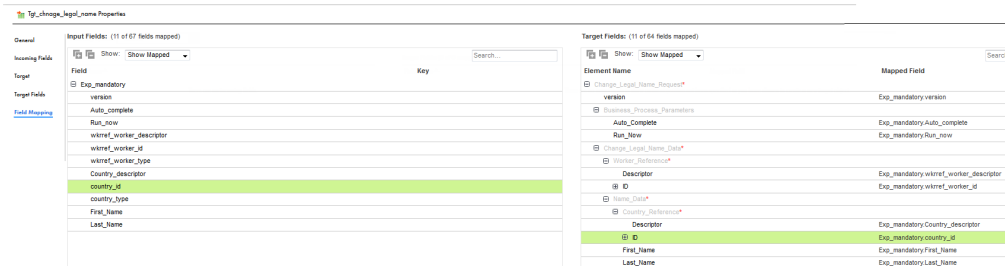 Tgt_chnage_legal_name Properties
General
Incoming Fields
Target
Target Fields
Field Mapping
Input Fields: (11 of 67 fields mapped)
Show: Show Mapped
Search...
Field Key
Exp_mandatory
version
Auto_complete
Run_now
wkrref_worker_descriptor
wkrref_worker_id
wkrref_worker_type
Country_descriptor
country_id
country_type
First_Name
Last_Name
Target Fields: (11 of 64 fields mapped)
Show: Show Mapped
Searc
Element Name Mapped Field
Change_Legal_Name_Request*
version Exp_mandatory.version
Business_Process_Parameters
Auto_Complete Exp_mandatory.Auto_complete
Run_Now Exp_mandatory.Run_now
Change_Legal_Name_Data*
Worker_Reference*
Descriptor Exp_mandatory.wkrref_worker_descriptor
ID Exp_mandatory.wkrref_worker_id
Name_Data*
Country_Reference*
Descriptor Exp_mandatory.Country_descriptor
ID Exp_mandatory.country_id
First_Name Exp_mandatory.First_Name
Last_Name Exp_mandatory.Last_Name